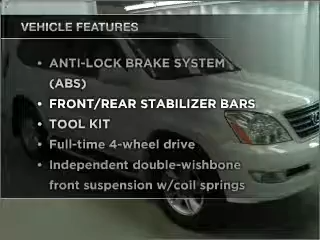 VEHICLE FEATURES
• ANTI-LOCK BRAKE SYSTEM
(ABS)
• FRONT/REAR STABILIZER BARS
• TOOL KIT
• Full-time 4-wheel drive
• Independent double-wishbone
front suspension w/coil springs